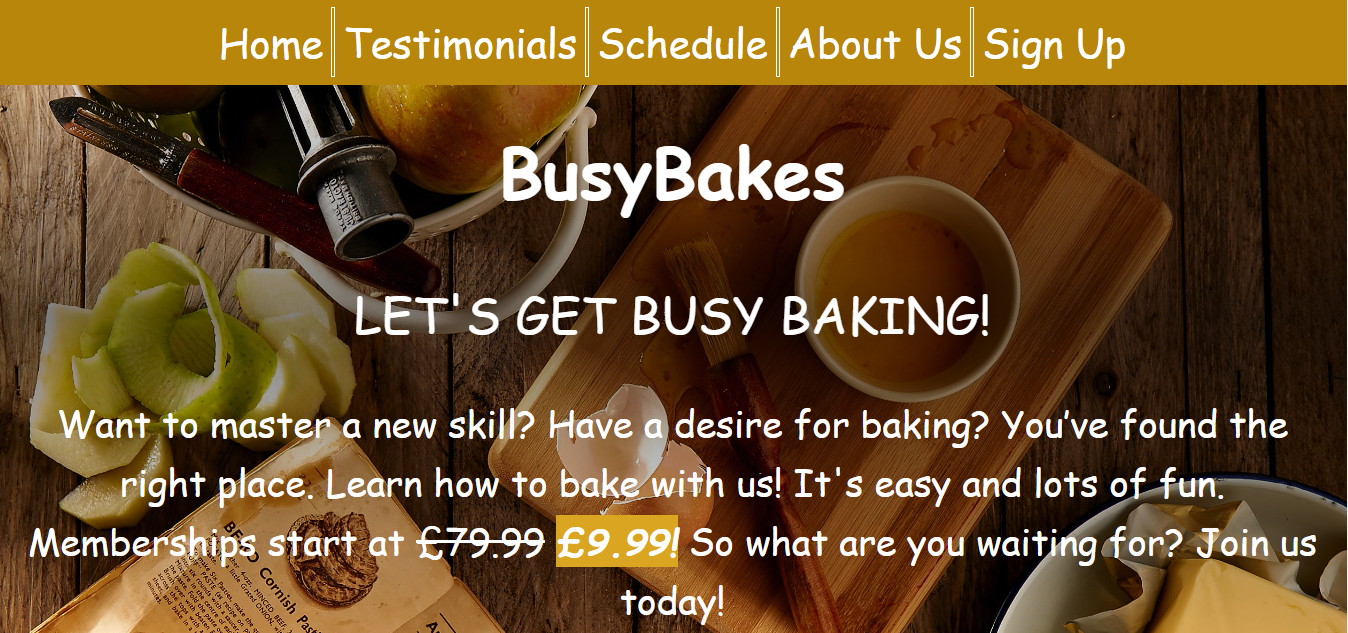 Home Testimonials Schedule About Us Sign Up
BusyBakes
LET'S GET BUSY BAKING!
Want to master a new skill? Have a desire for baking? You’ve found the
right place. Learn how to bake with us! It's easy and lots of fun.
Memberships start at £79.99 £9.99! So what are you waiting for? Join us
today!
Cornish